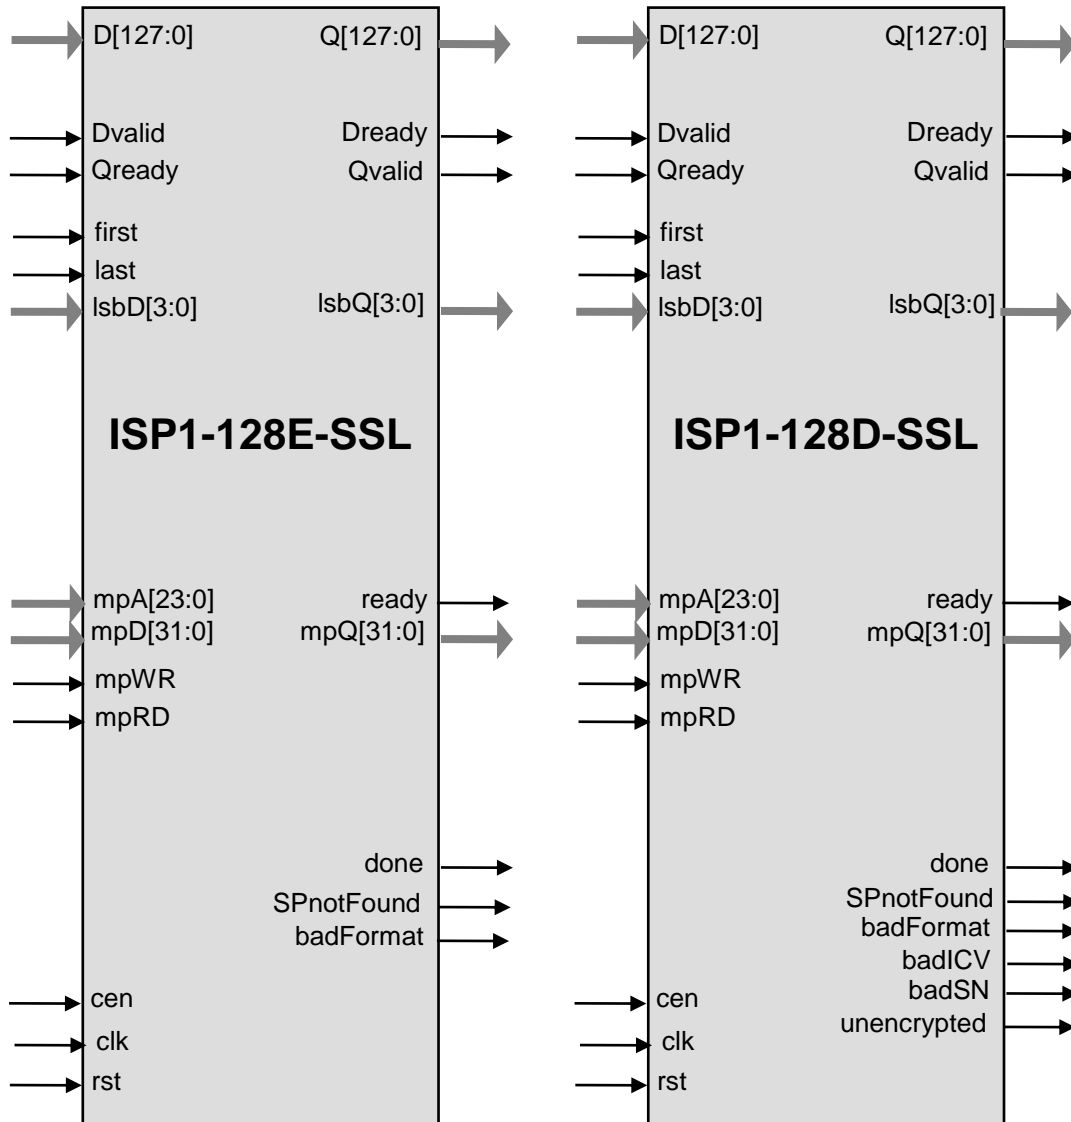 D[127:0] Q[127:0]
Dvalid Dready
Qready Qvalid
first
last
lsbD[3:0] lsbQ[3:0]
ISP1-128E-SSL
mpA[23:0] ready
mpD[31:0] mpQ[31:0]
mpWR
mpRD
done
SPnotFound
badFormat
cen
clk
rst
D[127:0] Q[127:0]
Dvalid Dready
Qready Qvalid
first
last
lsbD[3:0] lsbQ[3:0]
ISP1-128D-SSL
mpA[23:0] ready
mpD[31:0] mpQ[31:0]
mpWR
mpRD
done
SPnotFound
badFormat
badICV
badSN
cen
unencrypted
clk
rst